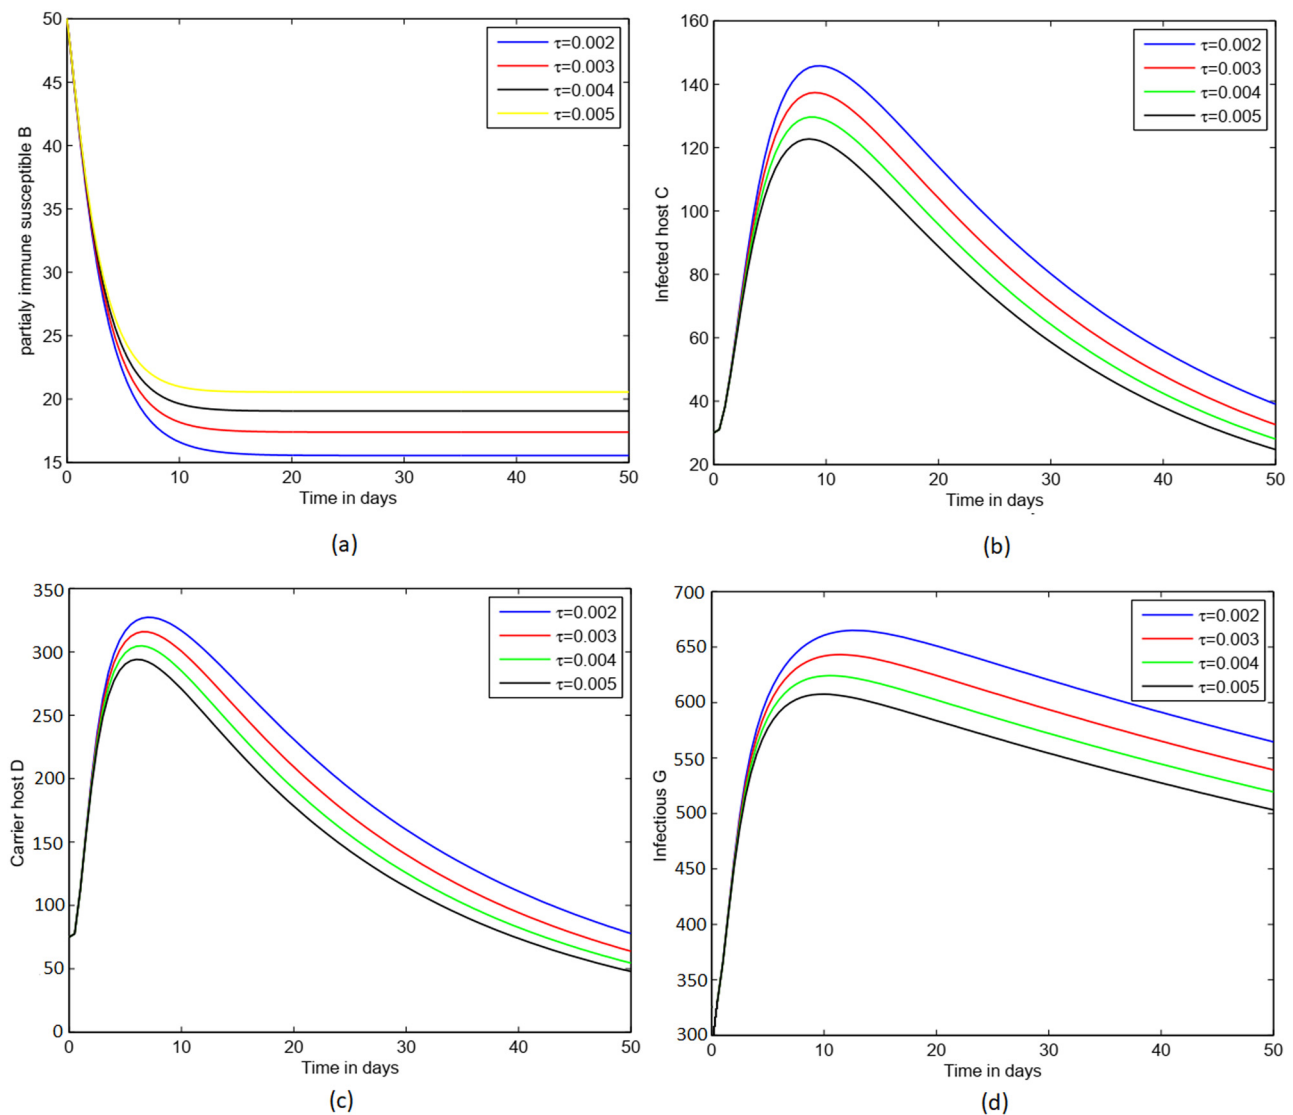 partialy immune susceptible B
50
45
40
35
30
25
20
15
0
10
20
30
40
50
Time in days
τ=0.002
τ=0.003
τ=0.004
τ=0.005
(a)
Infected host C
160
140
120
100
80
60
40
20
0
10
20
30
40
50
Time in days
τ=0.002
τ=0.003
τ=0.004
τ=0.005
(b)
Carrier host D
350
300
250
200
150
100
50
0
0
10
20
30
40
50
Time in days
τ=0.002
τ=0.003
τ=0.004
τ=0.005
(c)
Infectious G
700
650
600
550
500
450
400
350
300
0
10
20
30
40
50
Time in days
τ=0.002
τ=0.003
τ=0.004
τ=0.005
(d)